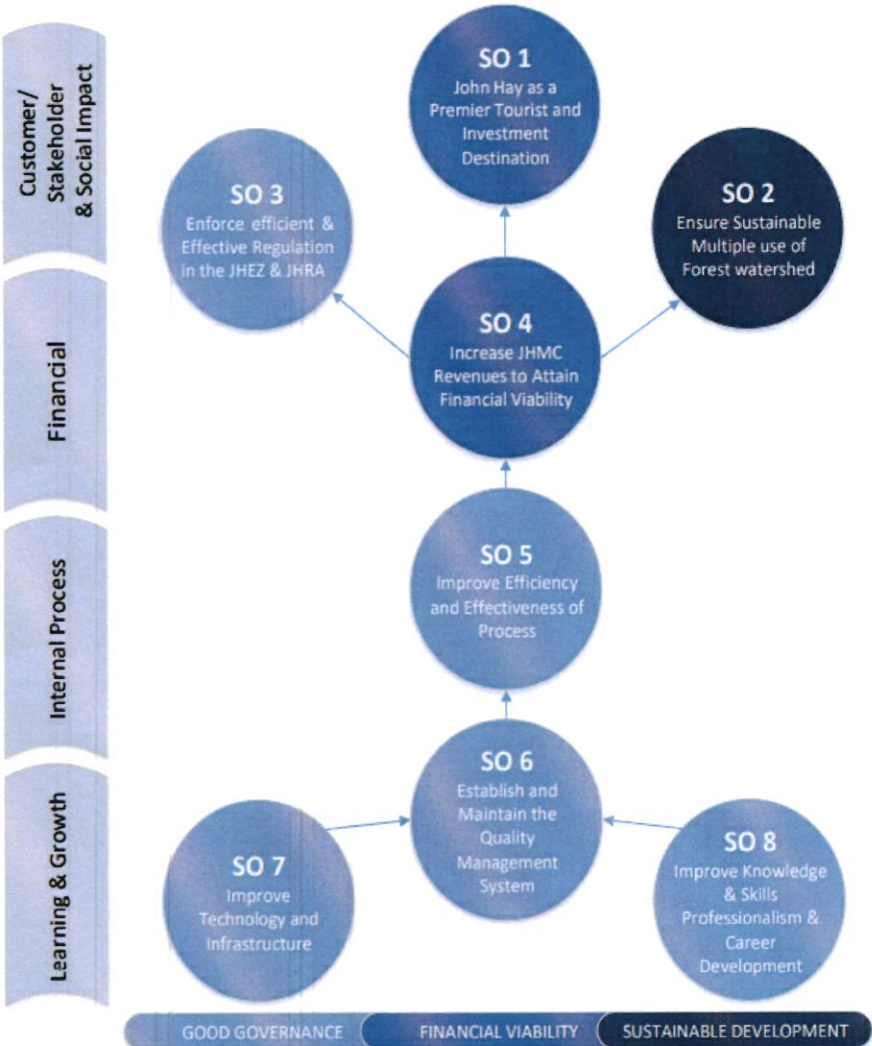 Customer/
Stakeholder
& Social Impact
SO 1
John Hay as a
Premier Tourist and
Investment
Destination
SO 3
Enforce efficient &
Effective Regulation
in the JHEZ & JHRA
SO 2
Ensure Sustainable
Multiple use of
Forest watershed
Financial
SO 4
Increase JHMC
Revenues to Attain
Financial Viability
Internal Process
SO 5
Improve Efficiency
and Effectiveness of
Process
Learning & Growth
SO 6
Establish and
Maintain the
Quality
Management
System
SO 7
Improve
Technology and
Infrastructure
SO 8
Improve Knowledge
& Skills
Professionalism &
Career
Development
GOOD GOVERNANCE
FINANCIAL VIABILITY
SUSTAINABLE DEVELOPMENT